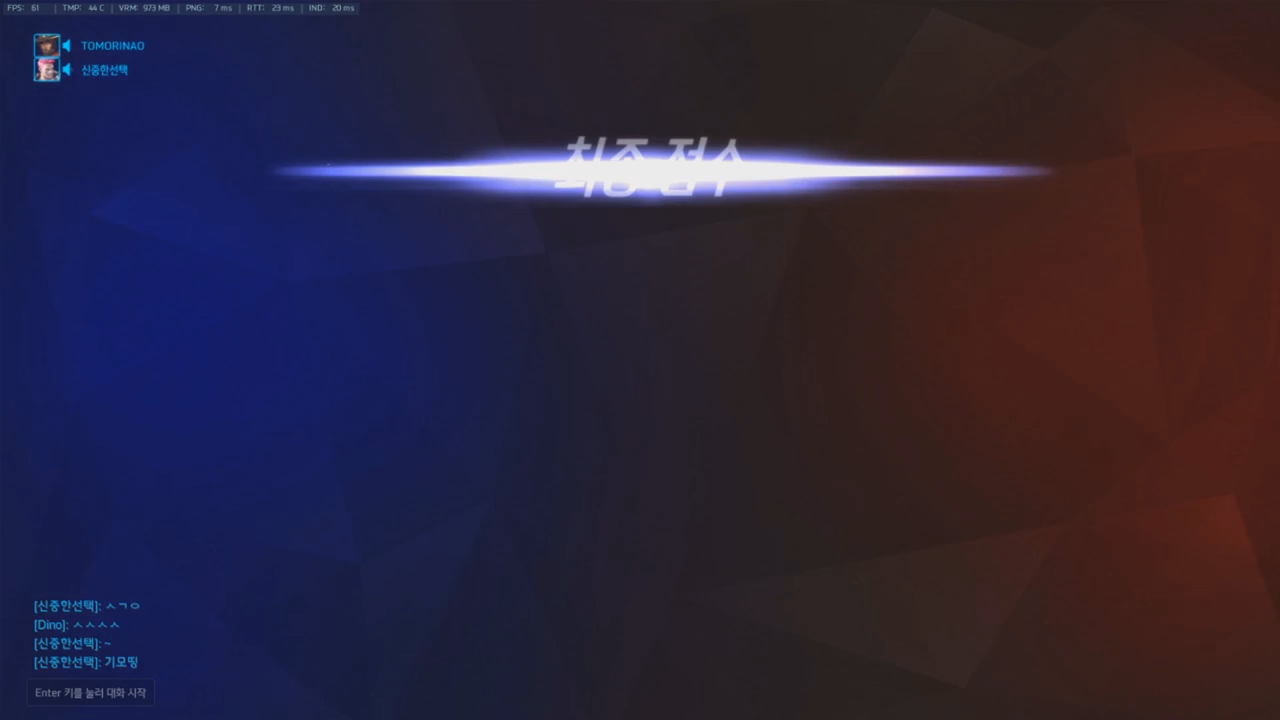 FPS: 61 | TMP: 44 C | VRM: 973 MB | PNG: 7 ms | RTT: 23 ms | IND: 20 ms
TOMORINAO
신중한선택
최종 점수
[신중한선택]: ㅅㄱㅇ
[Dino]: ㅅㅅㅅㅅ
[신중한선택]: ~
[신중한선택]: 기모띵
Enter 키를 눌러 대화 시작